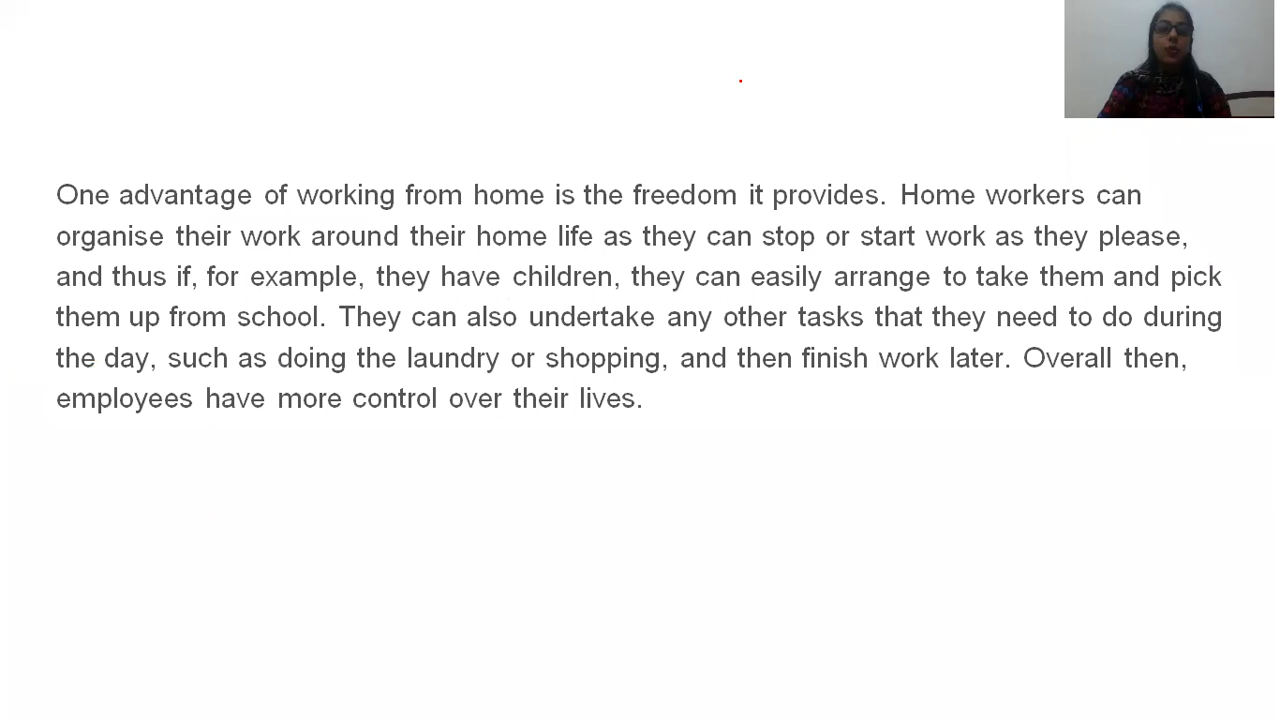 One advantage of working from home is the freedom it provides. Home workers can
organise their work around their home life as they can stop or start work as they please,
and thus if, for example, they have children, they can easily arrange to take them and pick
them up from school. They can also undertake any other tasks that they need to do during
the day, such as doing the laundry or shopping, and then finish work later. Overall then,
employees have more control over their lives.